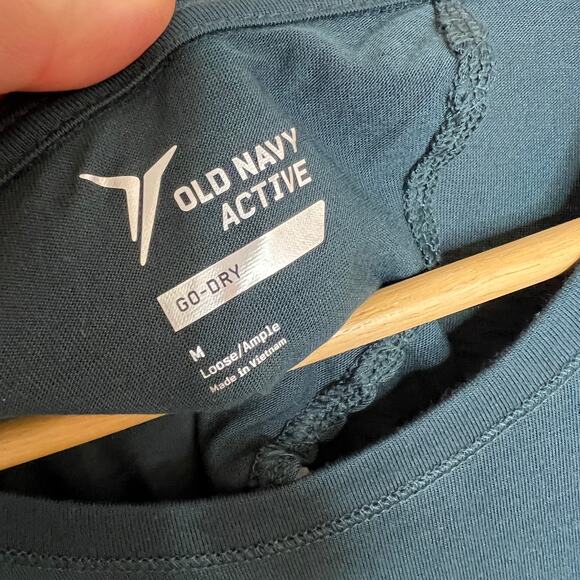 OLD NAVY
ACTIVE
GO-DRY
M
Loose/Ample
Made in Vietnam